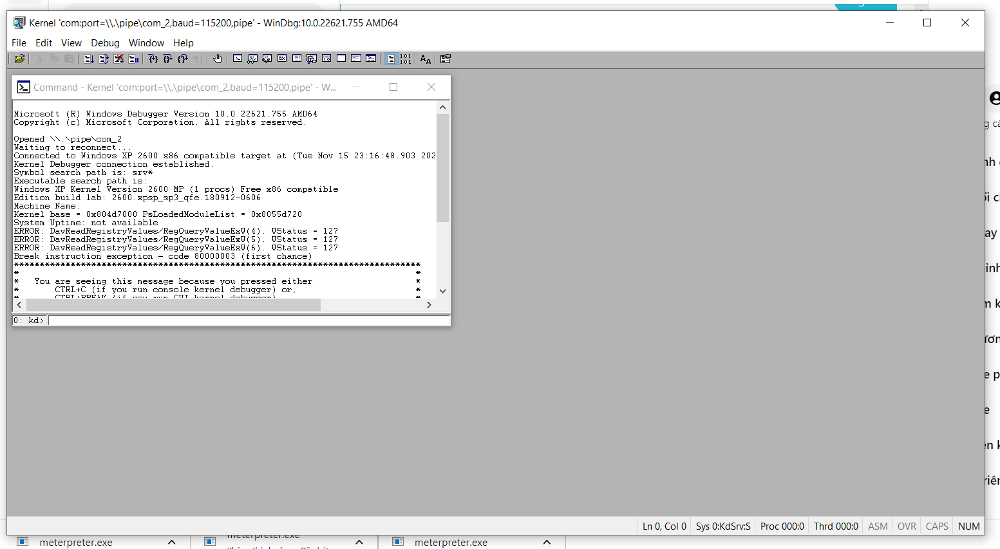 Kernel 'com:port=\\.\pipe\com_2,baud=115200,pipe' - WinDbg:10.0.22621.755 AMD64
File Edit View Debug Window Help
Command - Kernel 'com:port=\\.\pipe\com_2,baud=115200,pipe' - W...
Microsoft (R) Windows Debugger Version 10.0.22621.755 AMD64
Copyright (c) Microsoft Corporation. All rights reserved.
Opened \\.\pipe\com_2
Waiting to reconnect...
Connected to Windows XP 2600 x86 compatible target at (Tue Nov 15 23:16:48.903 202
Kernel Debugger connection established.
Symbol search path is: srv*
Executable search path is:
Windows XP Kernel Version 2600 MP (1 procs) Free x86 compatible
Edition build lab: 2600.xpsp_sp3_qfe.180912-0606
Machine Name:
Kernel base = 0x804d7000 PsLoadedModuleList = 0x8055d720
System Uptime: not available
ERROR: DavReadRegistryValues/RegQueryValueExW(4). WStatus = 127
ERROR: DavReadRegistryValues/RegQueryValueExW(5). WStatus = 127
ERROR: DavReadRegistryValues/RegQueryValueExW(6). WStatus = 127
Break instruction exception - code 80000003 (first chance)
*******************************************************************************
* *
* You are seeing this message because you pressed either *
* CTRL+C (if you run console kernel debugger) or, *
* CTRL+BREAK (if you run GUI kernel debugger) *
0: kd>
Ln 0, Col 0 Sys 0:KdSrv:S Proc 000:0 Thrd 000:0 ASM OVR CAPS NUM
meterpreter.exe meterpreter.exe meterpreter.exe